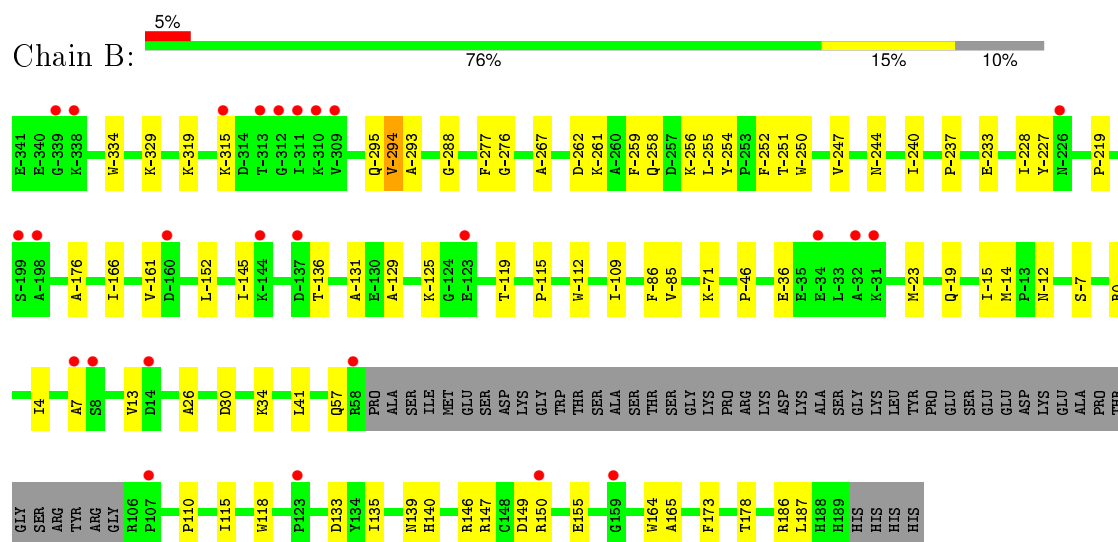 5%
Chain B:
76% 15% 10%
E-341 E-340 G-339 K-338 W-334 K-329 K-319 K-315 D-314 T-313 G-312 I-311 K-310 V-309 Q-295 V-294 A-293 G-288 F-277 G-276 A-267 D-262 K-261 A-260 F-259 Q-258 D-257 K-256 L-255 Y-254 P-253 F-252 T-251 W-250 V-247 N-244 I-240 P-237 E-233 I-228 Y-227 N-226 P-219
S-199 A-198 A-176 I-166 V-161 D-160 L-152 I-145 K-144 D-137 T-136 A-131 E-130 A-129 K-125 G-124 E-123 T-119 P-115 W-112 I-109 F-86 V-85 K-71 P-46 E-36 E-35 E-34 L-33 A-32 K-31 M-23 Q-19 I-15 M-14 P-13 N-12 S-7
I4 A7 S8 V13 D14 A26 D30 K34 L41 Q57 R58 PRO ALA SER ILE MET GLU SER ASP LYS GLY TRP THR SER ALA SER THR SER GLY LYS PRO ARG LYS ASP LYS ALA SER GLY LYS LEU TYR PRO GLU SER GLU GLU ASP LYS GLU ALA PRO THR
GLY SER ARG TYR ARG GLY R106 P107 P110 I115 W118 P123 D133 Y134 I135 N139 H140 R146 R147 C148 D149 R150 E155 G159 W164 A165 F173 T178 R186 L187 H188 H189 HIS HIS HIS HIS